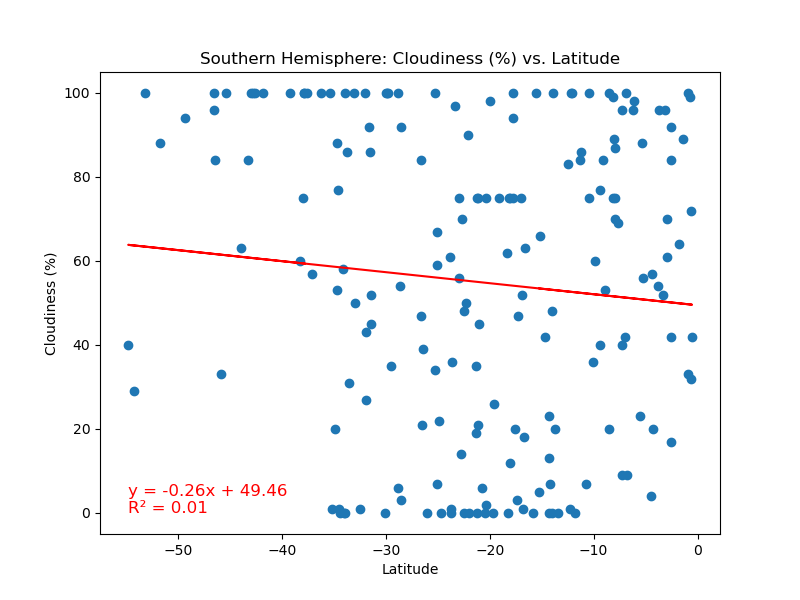 Southern Hemisphere: Cloudiness (%) vs. Latitude
100
80
60
40
20
0
Cloudiness (%)
y = -0.26x + 49.46
R² = 0.01
−50
−40
−30
−20
−10
0
Latitude